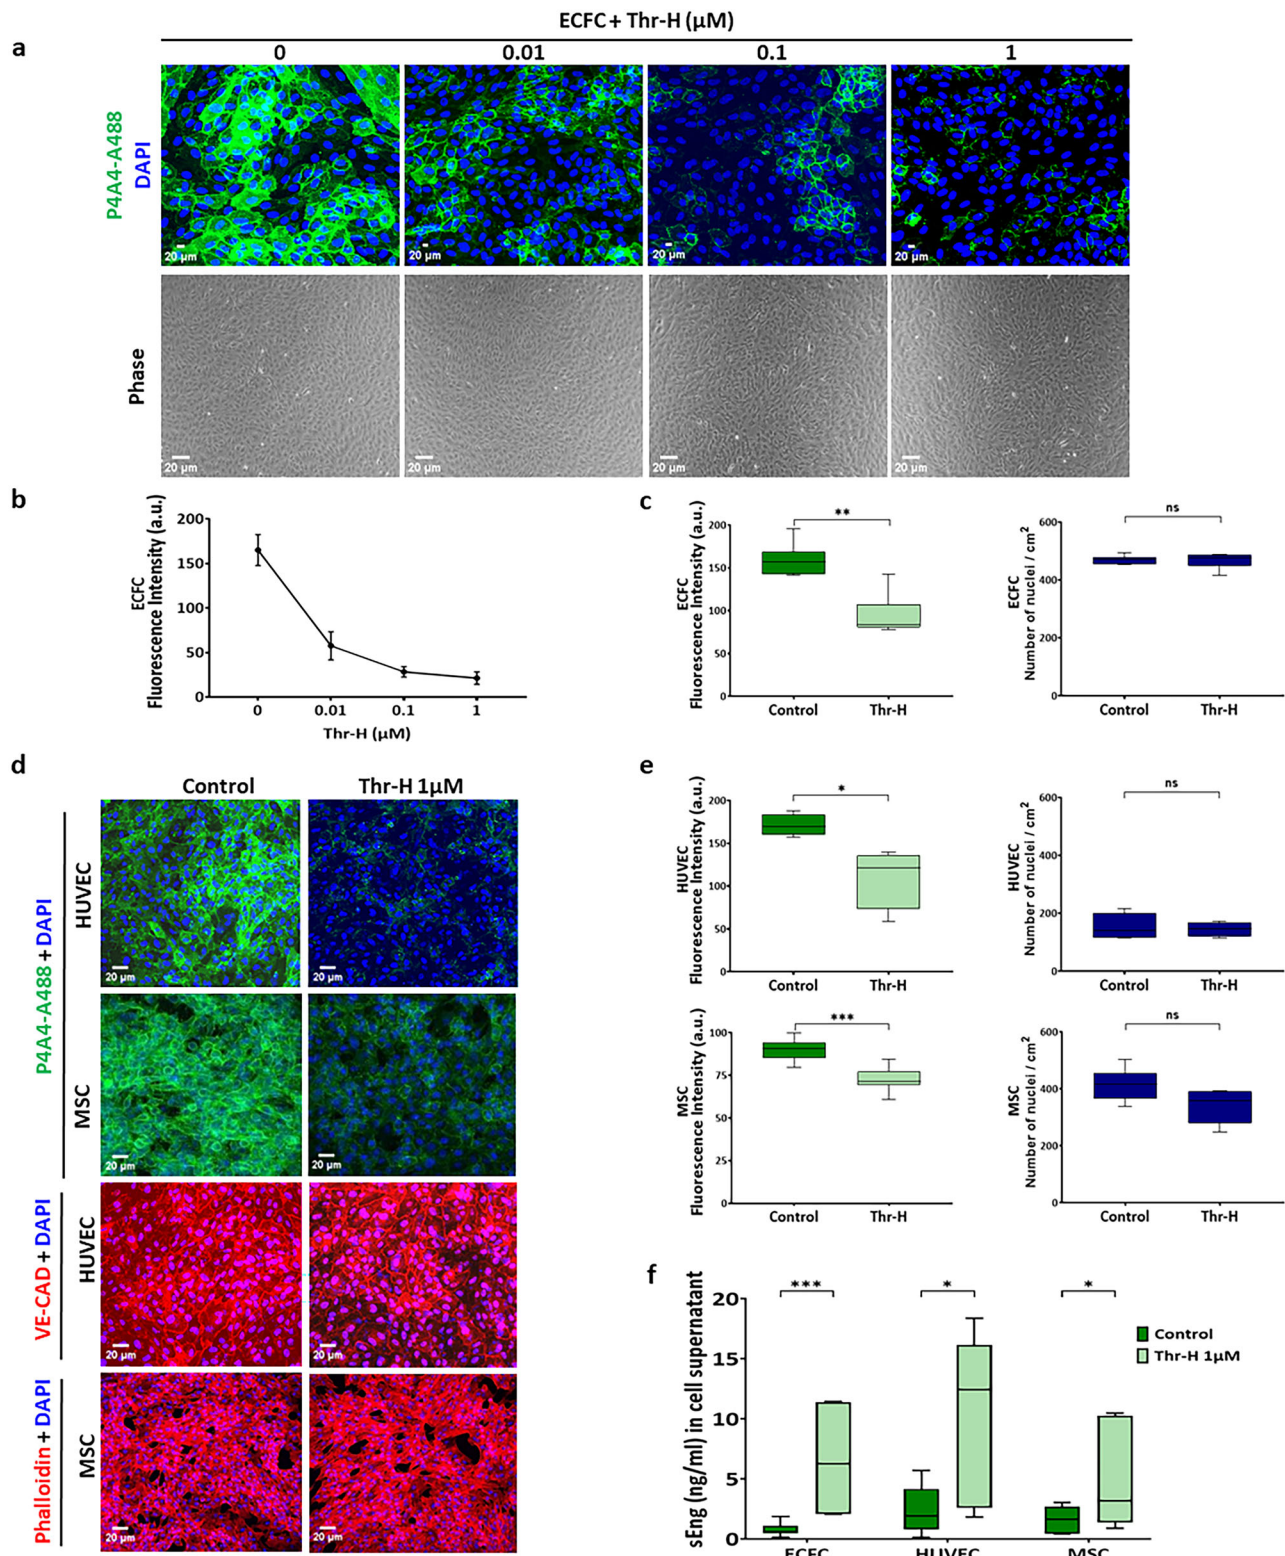 ECFC + Thr-H (µM)
a
0
0.01
0.1
1
P4A4-A488
DAPI
20 µm
20 µm
20 µm
20 µm
Phase
20 µm
20 µm
20 µm
20 µm
b
ECFC
Fluorescence Intensity (a.u.)
200
150
100
50
0
0
0.01
0.1
1
Thr-H (µM)
c
ECFC
Fluorescence Intensity (a.u.)
200
150
100
50
0
**
Control
Thr-H
ECFC
Number of nuclei / cm²
600
400
200
0
ns
Control
Thr-H
d
Control
Thr-H 1µM
P4A4-A488 + DAPI
HUVEC
20 µm
20 µm
MSC
20 µm
20 µm
VE-CAD + DAPI
HUVEC
20 µm
20 µm
Phalloidin + DAPI
MSC
20 µm
20 µm
e
HUVEC
Fluorescence Intensity (a.u.)
200
150
100
50
0
*
Control
Thr-H
HUVEC
Number of nuclei / cm²
600
400
200
0
ns
Control
Thr-H
MSC
Fluorescence Intensity (a.u.)
100
75
50
25
0
***
Control
Thr-H
MSC
Number of nuclei / cm²
600
400
200
0
ns
Control
Thr-H
f
sEng (ng/ml) in cell supernatant
20
15
10
5
0
***
*
*
Control
Thr-H 1µM
ECFC
HUVEC
MSC